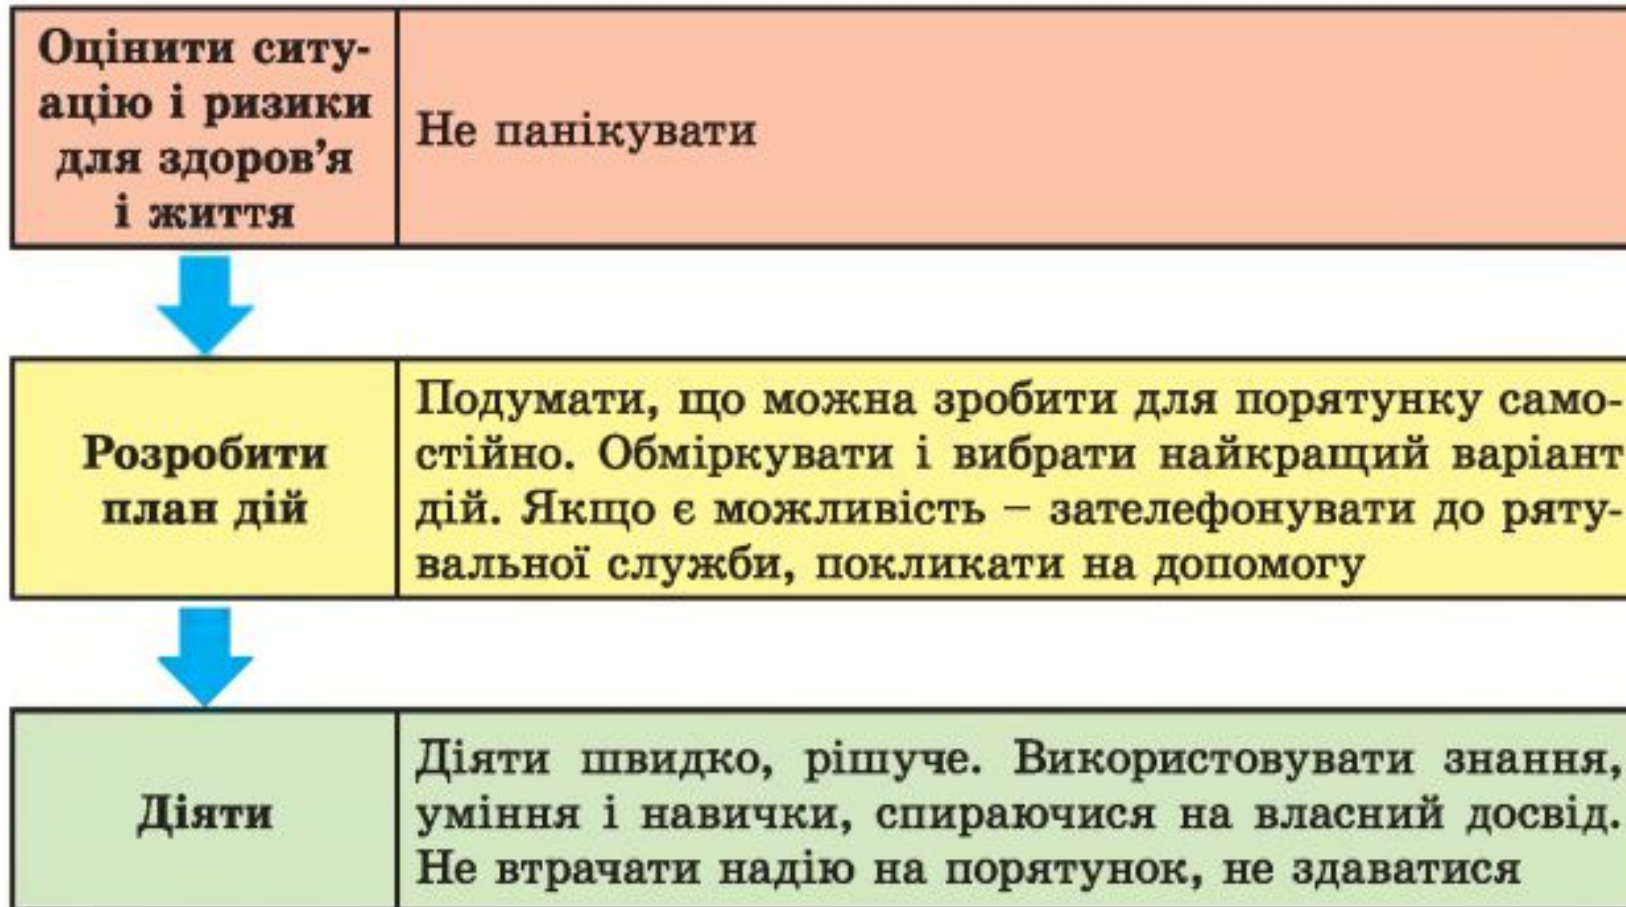 Оцінити ситу-
ацію і ризики
для здоров’я
і життя
Не панікувати
Розробити
план дій
Подумати, що можна зробити для порятунку само-
стійно. Обміркувати і вибрати найкращий варіант
дій. Якщо є можливість – зателефонувати до ряту-
вальної служби, покликати на допомогу
Діяти
Діяти швидко, рішуче. Використовувати знання,
уміння і навички, спираючися на власний досвід.
Не втрачати надію на порятунок, не здаватися